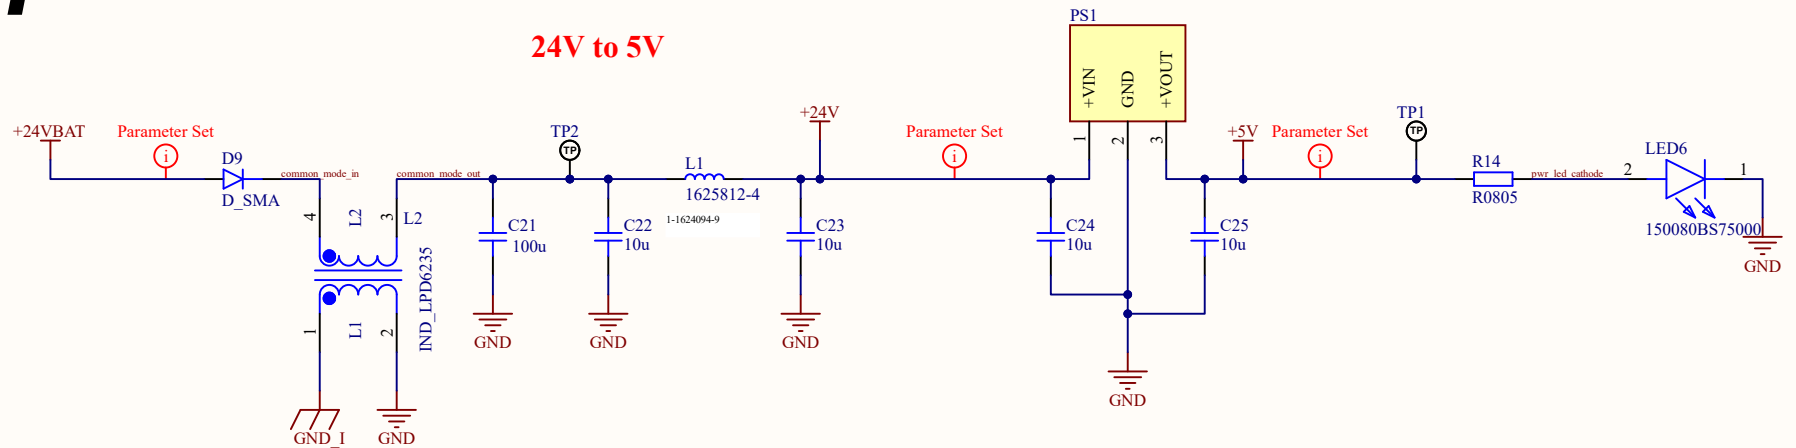 24V to 5V
PS1
+VIN
GND
+VOUT
1
2
3
+24VBAT
Parameter Set
i
D9
D_SMA
common_mode_in
common_mode_out
4
L2
3
L2
1
L1
2
IND_LPD6235
GND_I
GND
C21
100u
GND
TP2
TP
C22
10u
GND
L1
1625812-4
1-1624094-9
+24V
C23
10u
GND
Parameter Set
i
C24
10u
GND
C25
10u
+5V
Parameter Set
i
TP1
TP
R14
R0805
pwr_led_cathode
2
LED6
1
150080BS75000
GND